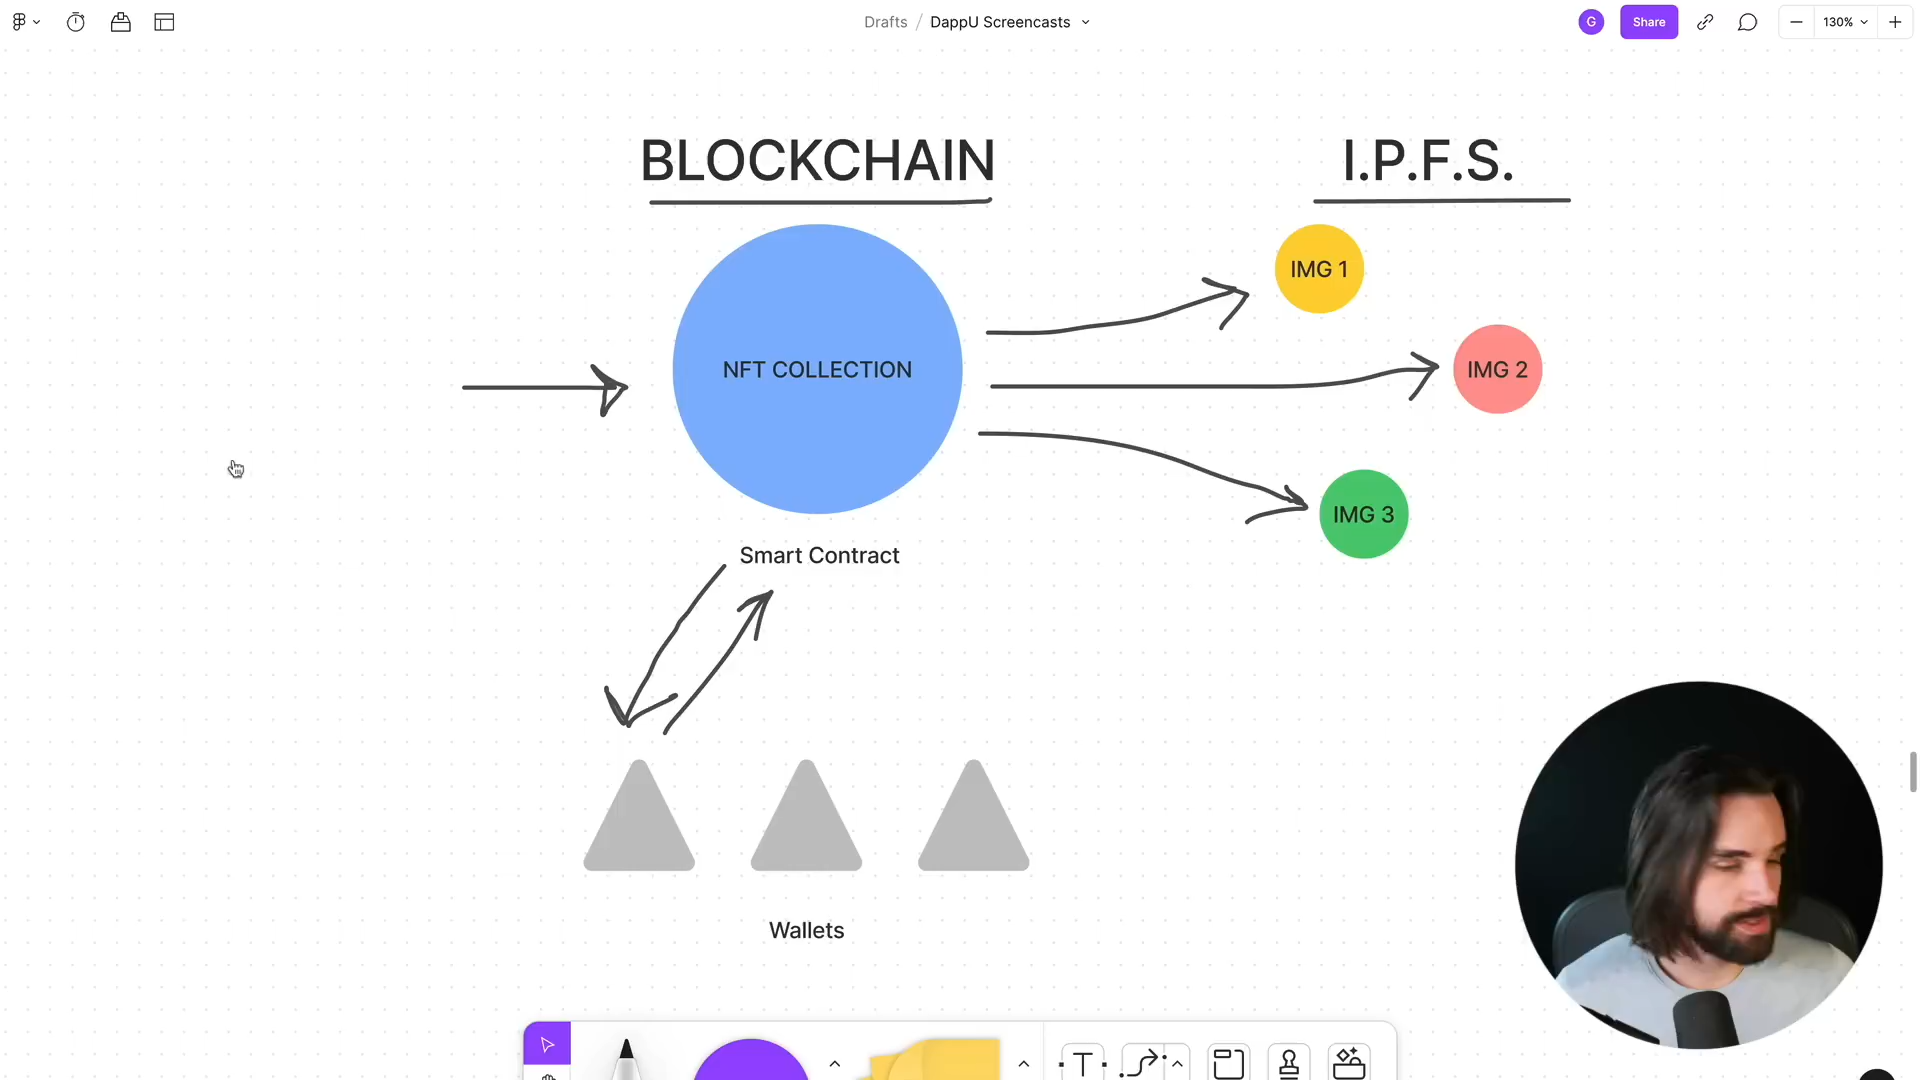 Drafts / DappU Screencasts
G
Share
130%
BLOCKCHAIN
I.P.F.S.
IMG 1
NFT COLLECTION
IMG 2
IMG 3
Smart Contract
Wallets
T